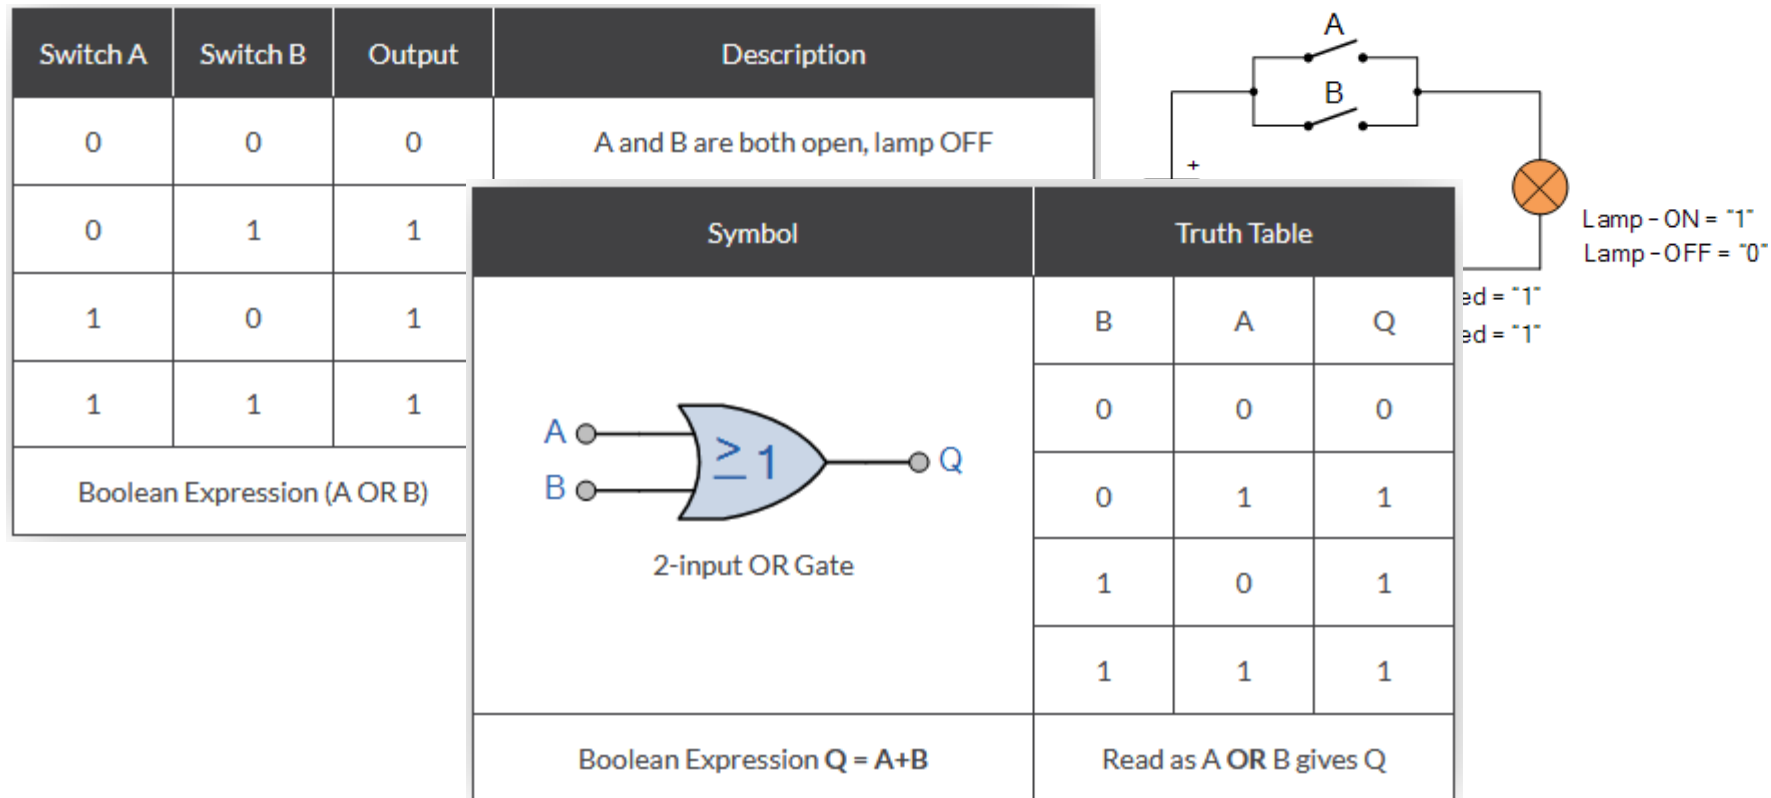 Switch A Switch B Output Description
0 0 0 A and B are both open, lamp OFF
0 1 1
1 0 1
1 1 1
Boolean Expression (A OR B)
A
B
+
Lamp - ON = "1"
Lamp - OFF = "0"
ed = "1"
ed = "1"
Symbol Truth Table
B A Q
0 0 0
0 1 1
1 0 1
1 1 1
A
B
≥ 1
Q
2-input OR Gate
Boolean Expression Q = A+B Read as A OR B gives Q